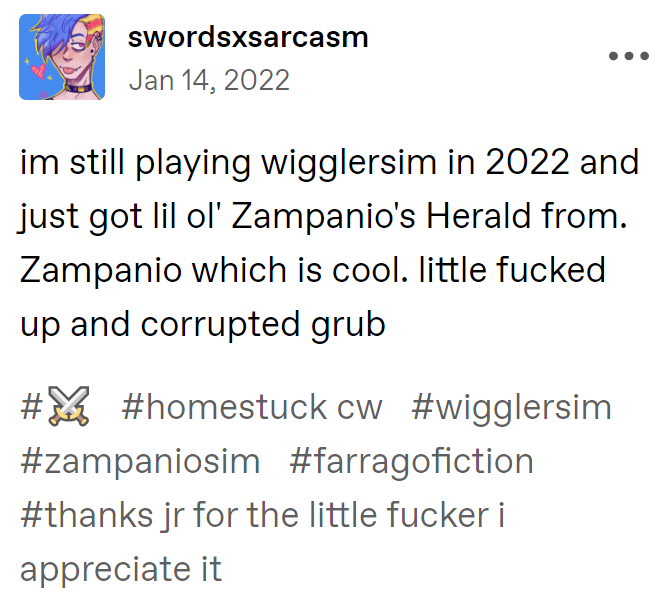 swordsxsarcasm
Jan 14, 2022
im still playing wigglersim in 2022 and
just got lil ol' Zampanio's Herald from.
Zampanio which is cool. little fucked
up and corrupted grub
#⚔️ #homestuck cw #wigglersim
#zampaniosim #farragofiction
#thanks jr for the little fucker i
appreciate it